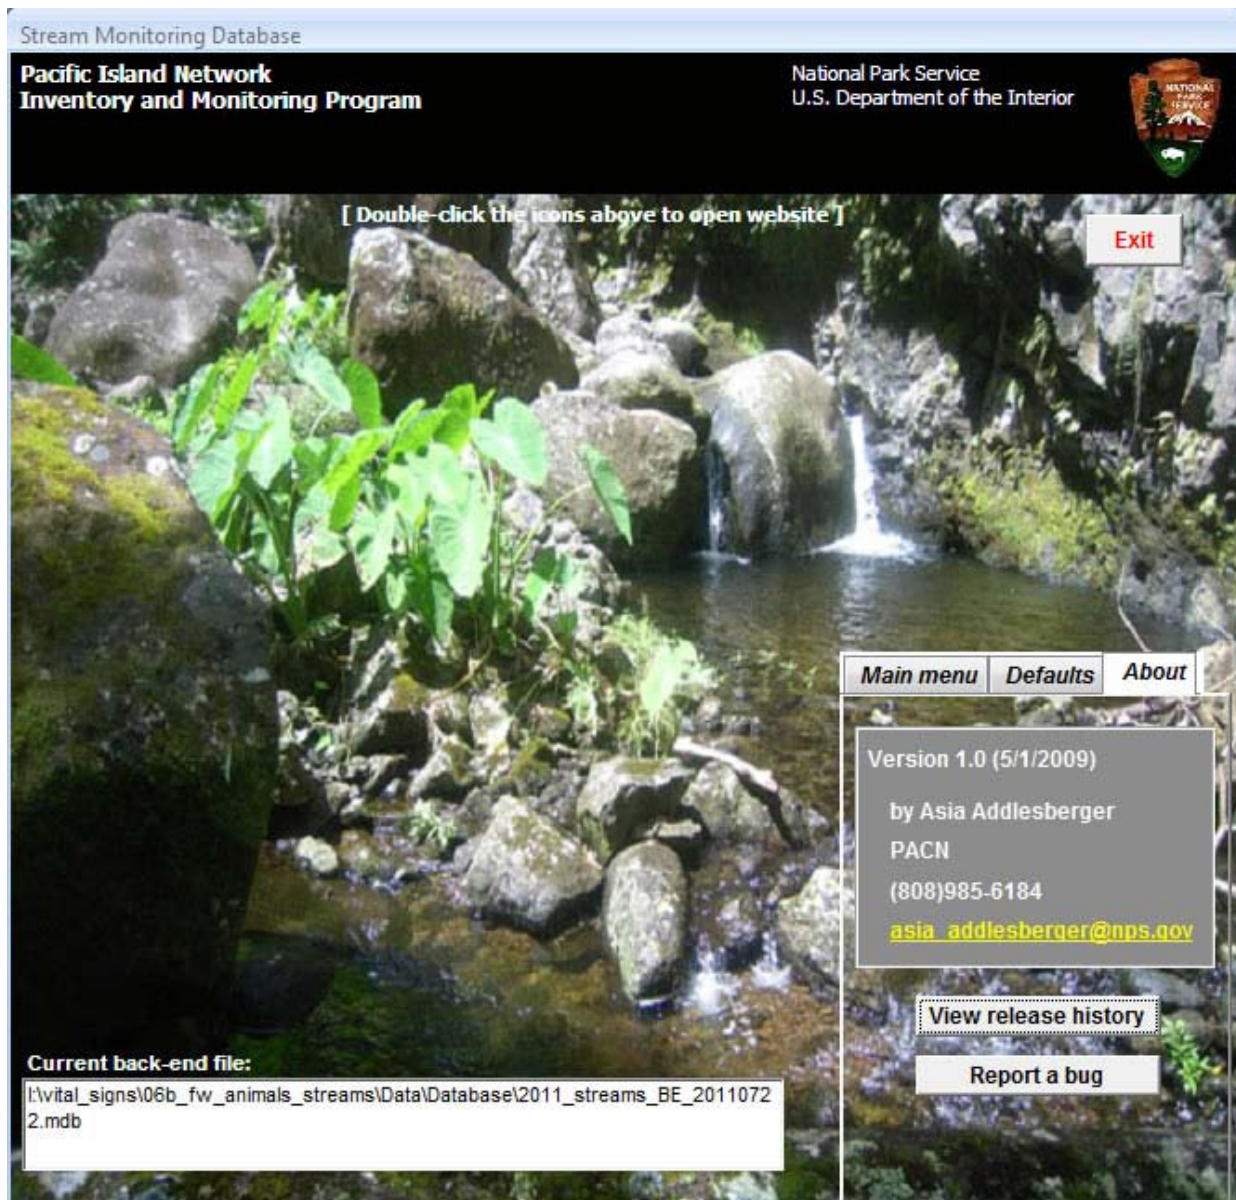 Stream Monitoring Database
Pacific Island Network
Inventory and Monitoring Program
National Park Service
U.S. Department of the Interior
NATIONAL
PARK
SERVICE
[ Double-click the icons above to open website ]
Exit
Main menu
Defaults
About
Version 1.0 (5/1/2009)
by Asia Addlesberger
PACN
(808)985-6184
asia_addlesberger@nps.gov
View release history
Report a bug
Current back-end file:
I:\vital_signs\06b_fw_animals_streams\Data\Database\2011_streams_BE_2011072
2.mdb